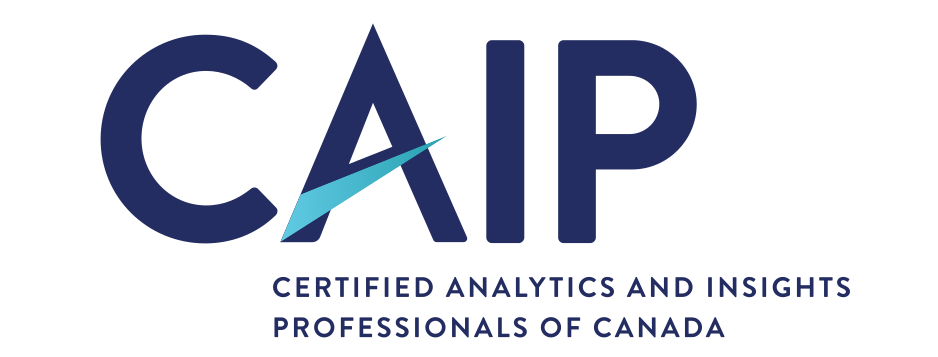 CAIP
CERTIFIED ANALYTICS AND INSIGHTS
PROFESSIONALS OF CANADA